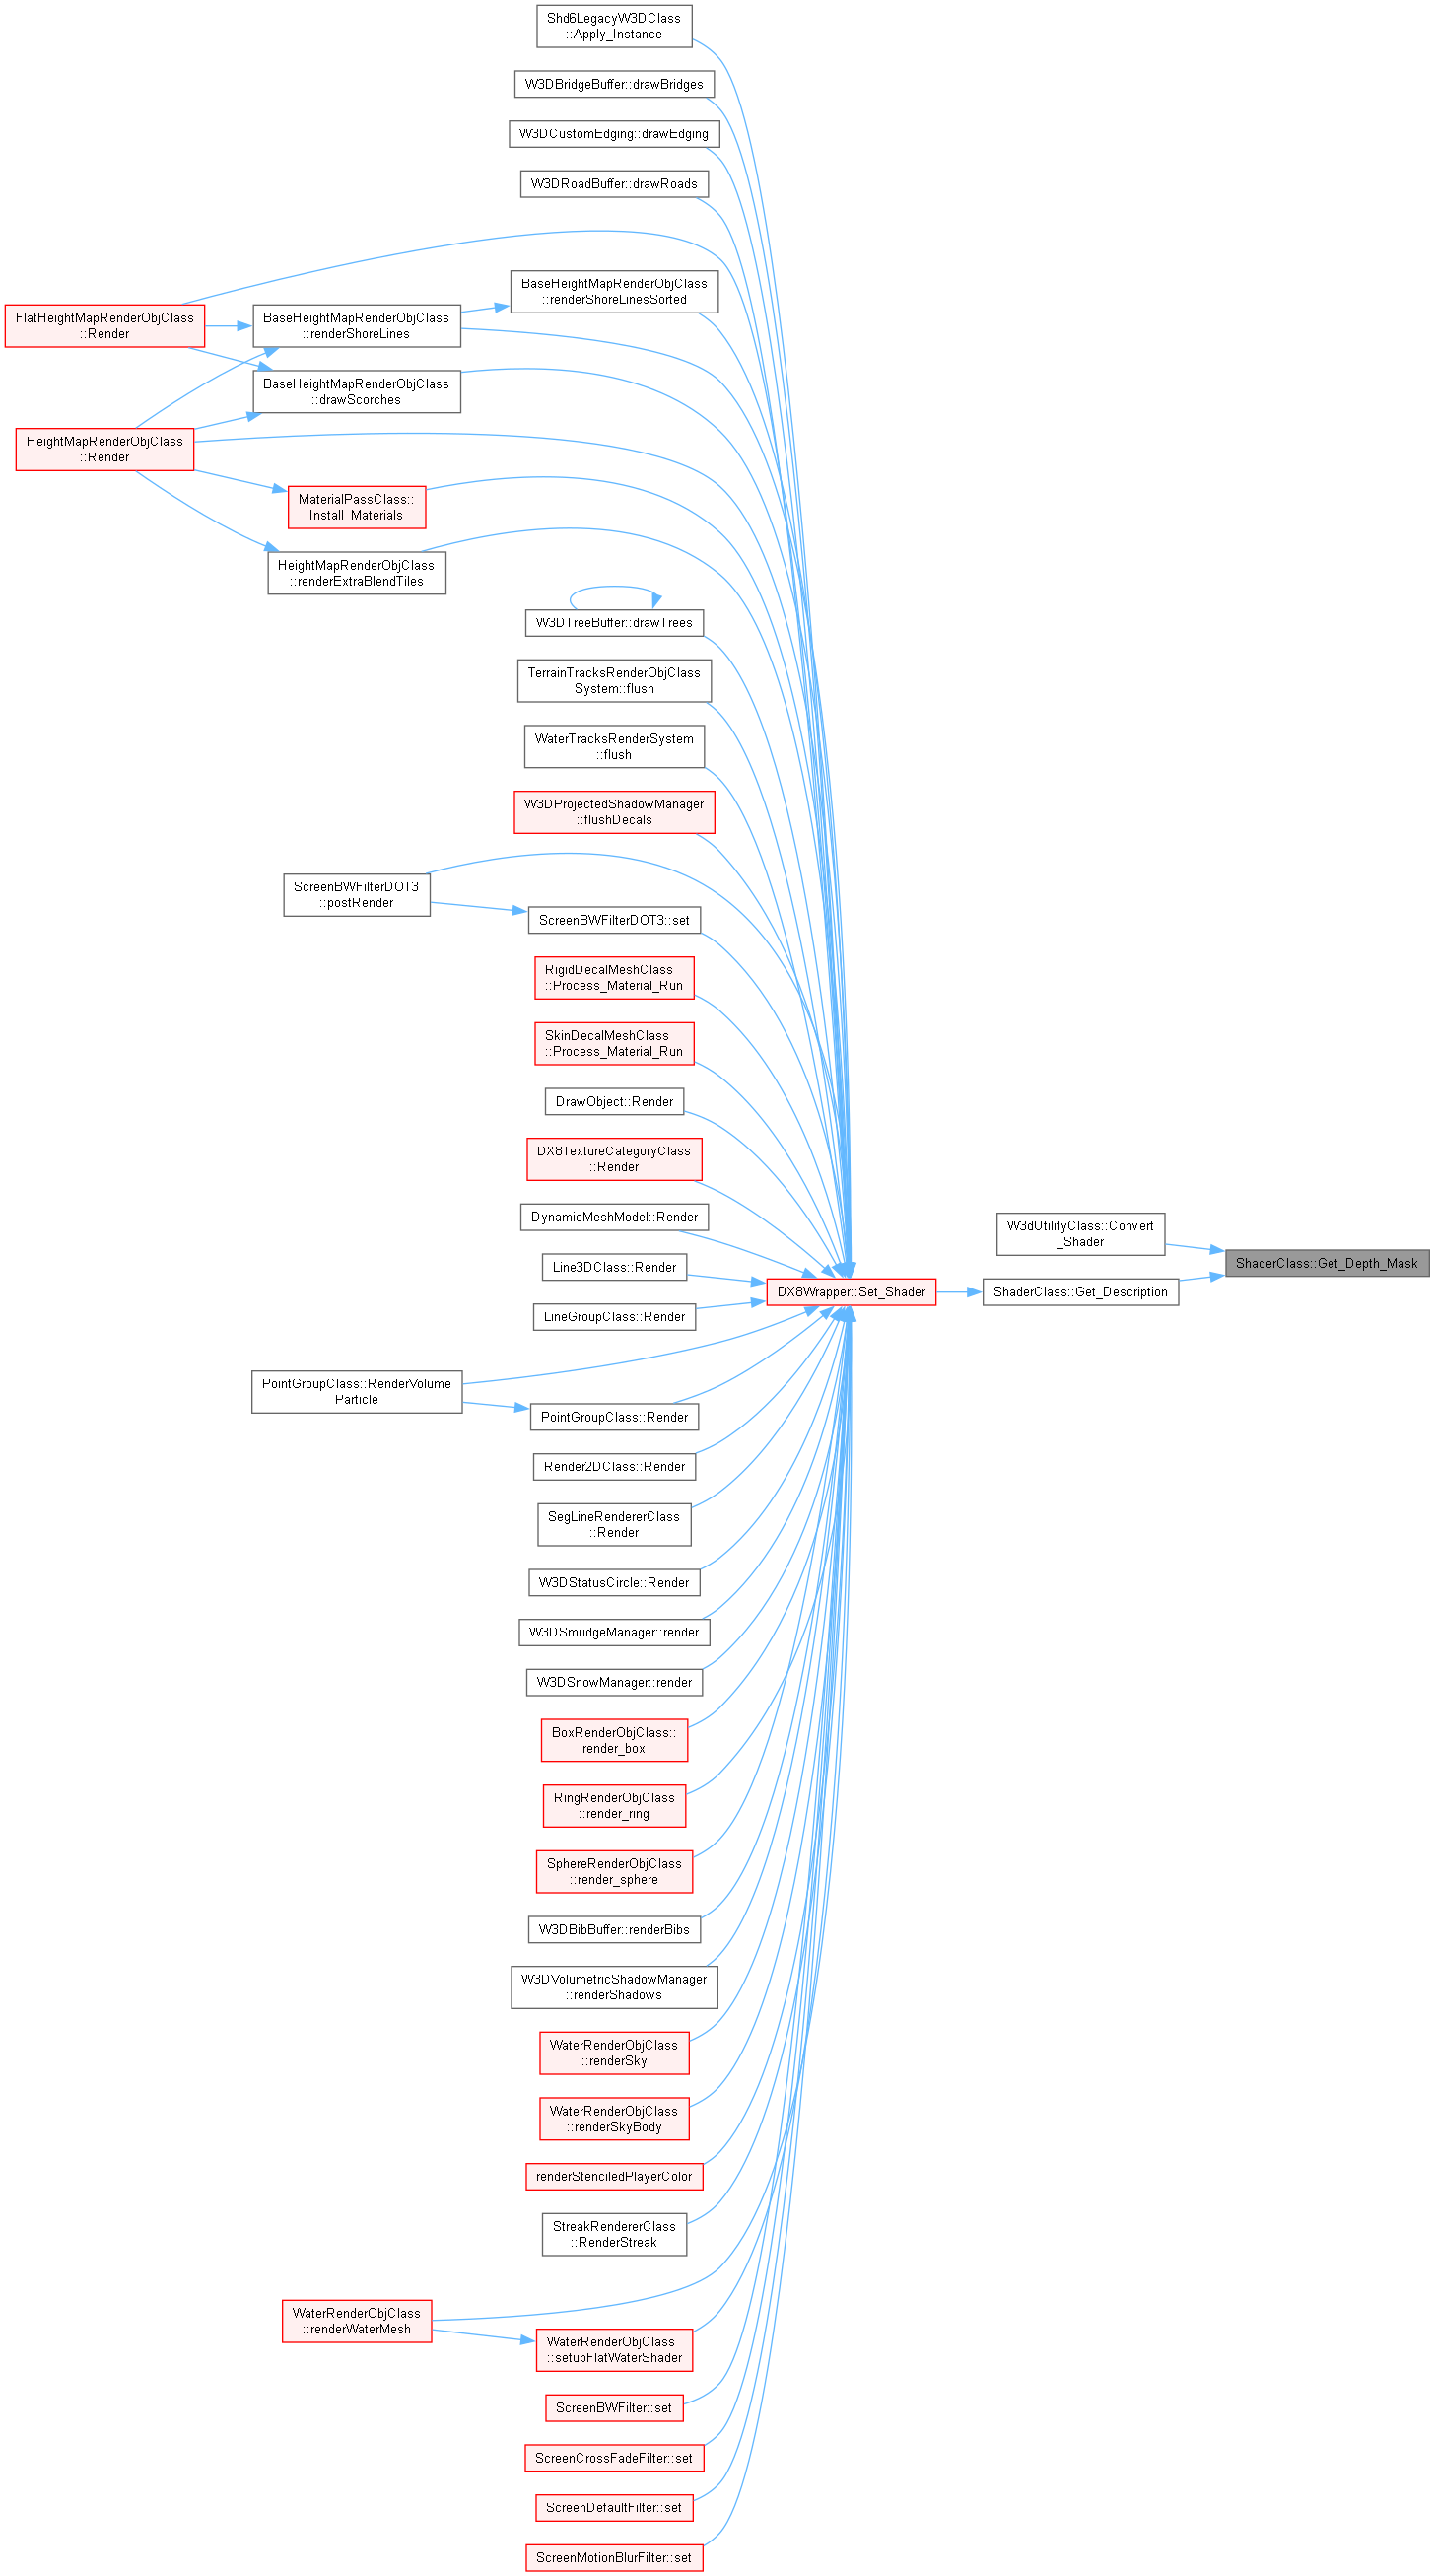 Shd6LegacyW3DClass
::Apply_Instance
W3DBridgeBuffer::drawBridges
W3DCustomEdging::drawEdging
W3DRoadBuffer::drawRoads
BaseHeightMapRenderObjClass
::renderShoreLinesSorted
FlatHeightMapRenderObjClass
::Render
BaseHeightMapRenderObjClass
::renderShoreLines
BaseHeightMapRenderObjClass
::drawScorches
HeightMapRenderObjClass
::Render
MaterialPassClass::
Install_Materials
HeightMapRenderObjClass
::renderExtraBlendTiles
W3DTreeBuffer::drawTrees
TerrainTracksRenderObjClass
System::flush
WaterTracksRenderSystem
::flush
W3DProjectedShadowManager
::flushDecals
ScreenBWFilterDOT3
::postRender
ScreenBWFilterDOT3::set
RigidDecalMeshClass
::Process_Material_Run
SkinDecalMeshClass
::Process_Material_Run
DrawObject::Render
DX8TextureCategoryClass
::Render
DynamicMeshModel::Render
W3dUtilityClass::Convert
_Shader
ShaderClass::Get_Depth_Mask
Line3DClass::Render
DX8Wrapper::Set_Shader
ShaderClass::Get_Description
LineGroupClass::Render
PointGroupClass::RenderVolume
Particle
PointGroupClass::Render
Render2DClass::Render
SegLineRendererClass
::Render
W3DStatusCircle::Render
W3DSmudgeManager::render
W3DSnowManager::render
BoxRenderObjClass::
render_box
RingRenderObjClass
::render_ring
SphereRenderObjClass
::render_sphere
W3DBibBuffer::renderBibs
W3DVolumetricShadowManager
::renderShadows
WaterRenderObjClass
::renderSky
WaterRenderObjClass
::renderSkyBody
renderStenciledPlayerColor
StreakRendererClass
::RenderStreak
WaterRenderObjClass
::renderWaterMesh
WaterRenderObjClass
::setupFlatWaterShader
ScreenBWFilter::set
ScreenCrossFadeFilter::set
ScreenDefaultFilter::set
ScreenMotionBlurFilter::set